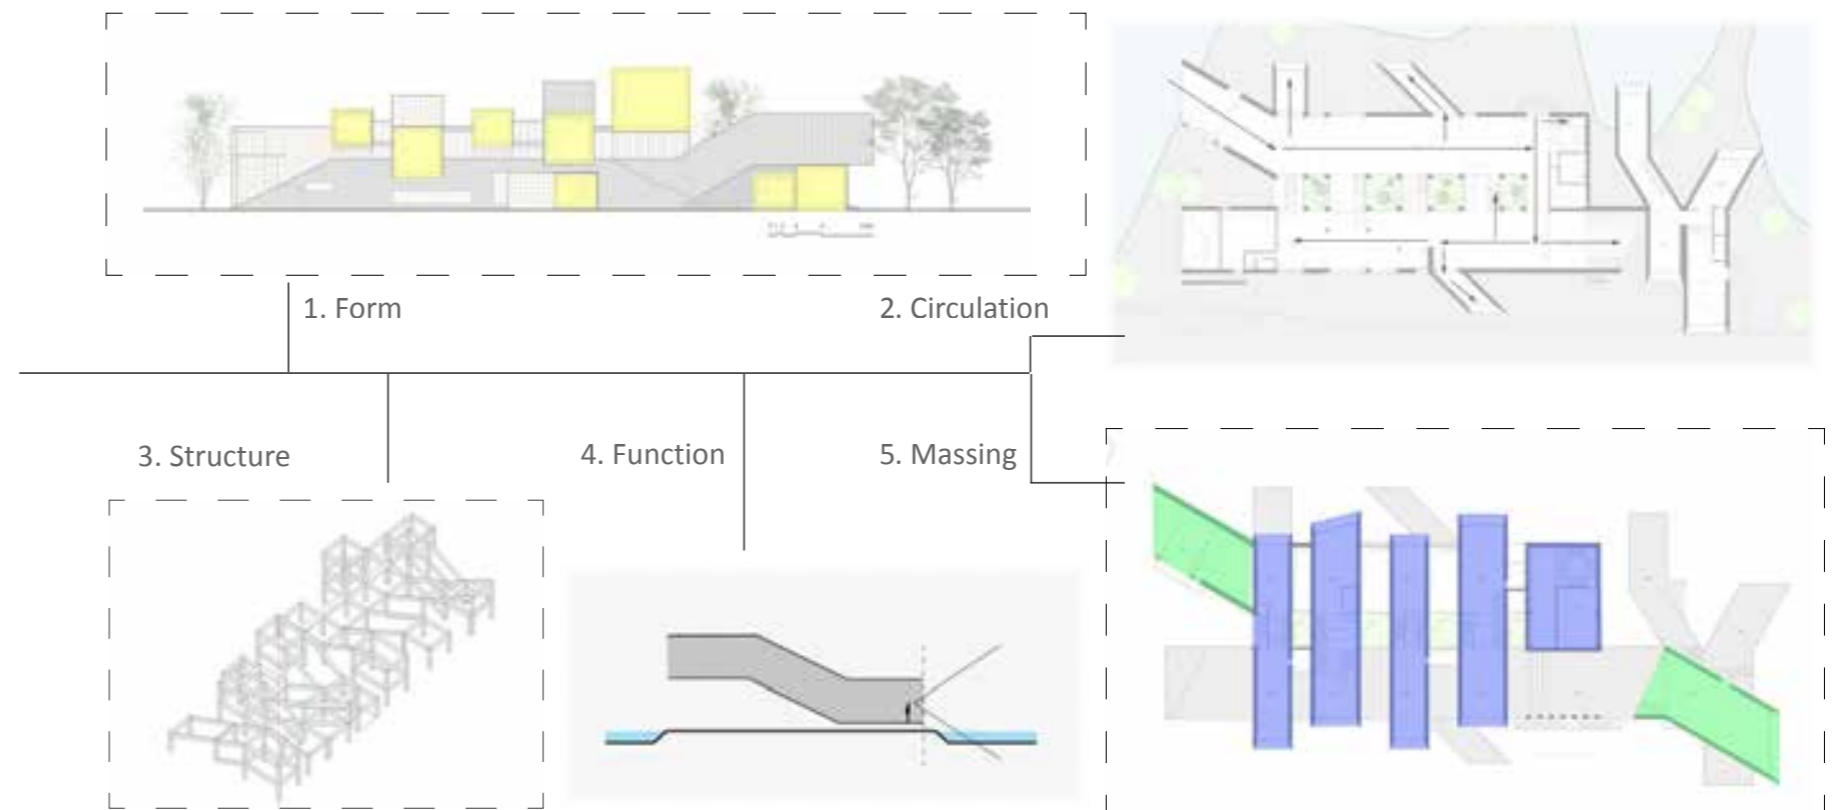 1. Form
2. Circulation
3. Structure
4. Function
5. Massing